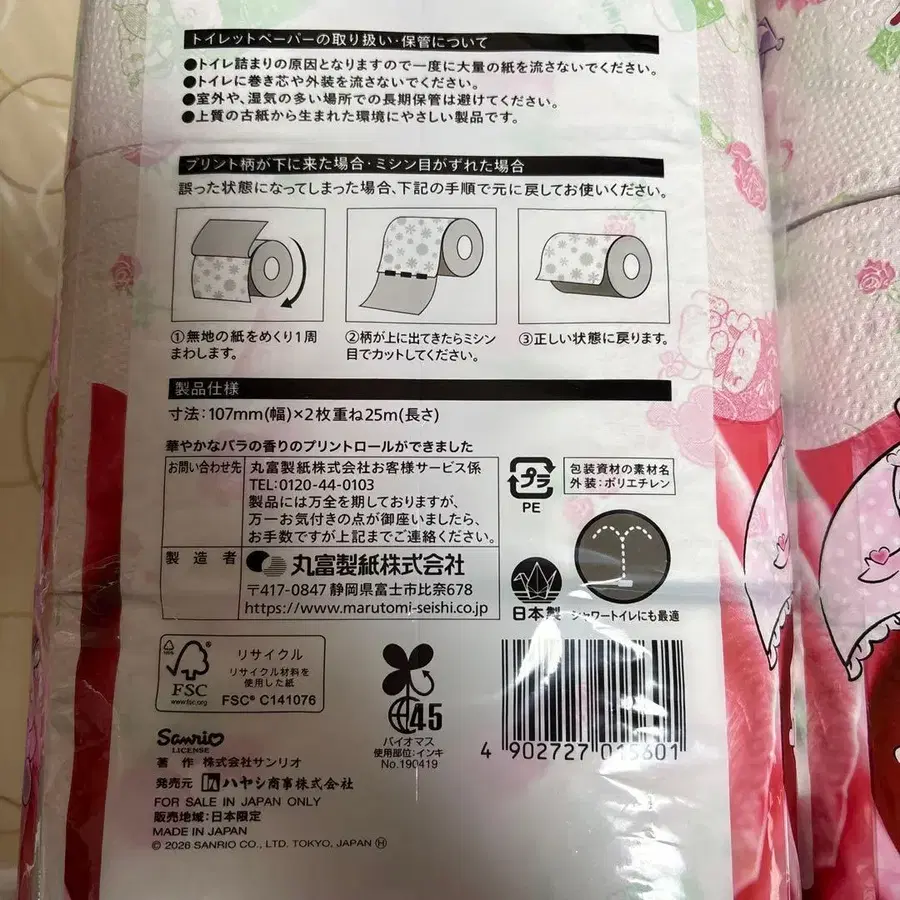 トイレットペーパーの取り扱い・保管について
●トイレ詰まりの原因となりますので一度に大量の紙を流さないでください。
●トイレに巻き芯や外装を流さないでください。
●室外や、湿気の多い場所での長期保管は避けてください。
●上質の古紙から生まれた環境にやさしい製品です。
プリント柄が下に来た場合・ミシン目がずれた場合
誤った状態になってしまった場合、下記の手順で元に戻してお使いください。
①無地の紙をめくり1周
まわします。
②柄が上に出てきたらミシン
目でカットしてください。
③正しい状態に戻ります。
製品仕様
寸法：107mm(幅)×2枚重ね25m(長さ)
華やかなバラの香りのプリントロールができました
お問い合わせ先
丸富製紙株式会社お客様サービス係
TEL:0120-44-0103
製品には万全を期しておりますが、
万一お気付きの点が御座いましたら、
お手数ですが上記までご連絡ください。
製造者
丸富製紙株式会社
〒417-0847 静岡県富士市比奈678
https://www.marutomi-seishi.co.jp
プラ
PE
包装資材の素材名
外装：ポリエチレン
日本製
シャワートイレにも最適
FSC
www.fsc.org
リサイクル
リサイクル材料を
使用した紙
FSC® C141076
45
バイオマス
使用部位：インキ
No.190419
4 902727 015601
Sanrio
LICENSE
著作 株式会社サンリオ
発売元 ハヤシ商事株式会社
FOR SALE IN JAPAN ONLY
販売地域：日本限定
MADE IN JAPAN
© 2026 SANRIO CO., LTD. TOKYO, JAPAN Ⓗ